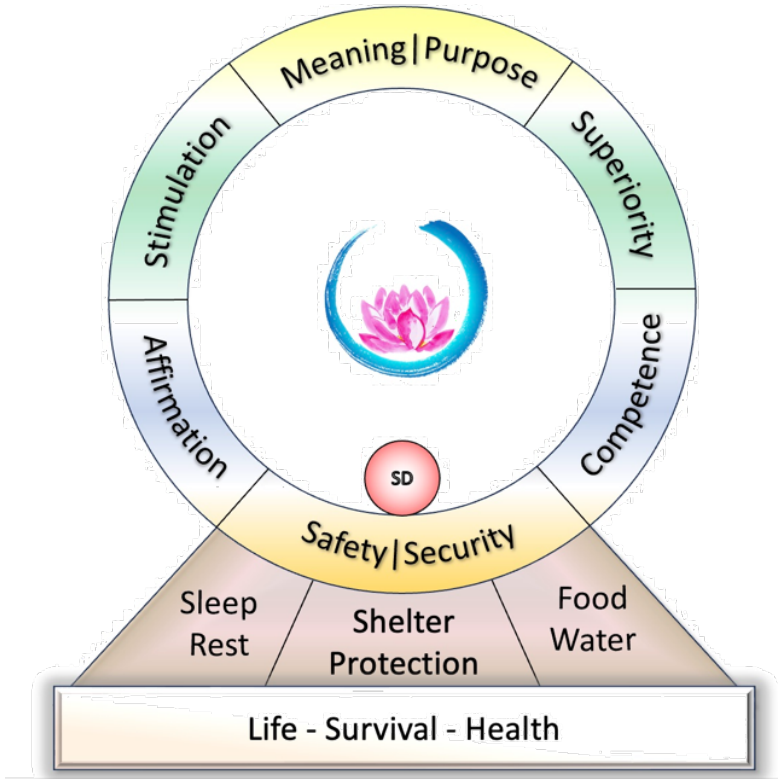 Meaning|Purpose
Stimulation
Superiority
Affirmation
Competence
SD
Safety|Security
Sleep
Rest
Shelter
Protection
Food
Water
Life - Survival - Health